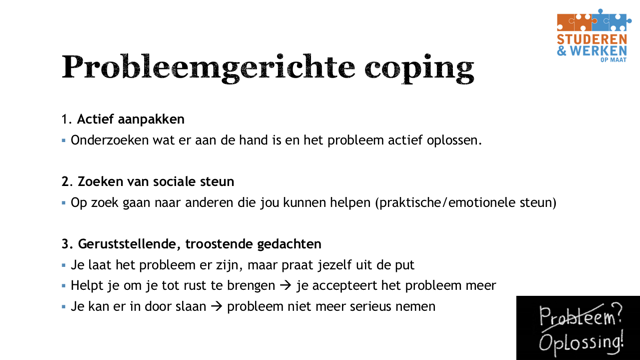 STUDEREN
& WERKEN
OP MAAT
Probleemgerichte coping
1. Actief aanpakken
▪ Onderzoeken wat er aan de hand is en het probleem actief oplossen.
2. Zoeken van sociale steun
▪ Op zoek gaan naar anderen die jou kunnen helpen (praktische/emotionele steun)
3. Geruststellende, troostende gedachten
▪ Je laat het probleem er zijn, maar praat jezelf uit de put
▪ Helpt je om je tot rust te brengen → je accepteert het probleem meer
▪ Je kan er in door slaan → probleem niet meer serieus nemen
Probleem?
Oplossing!